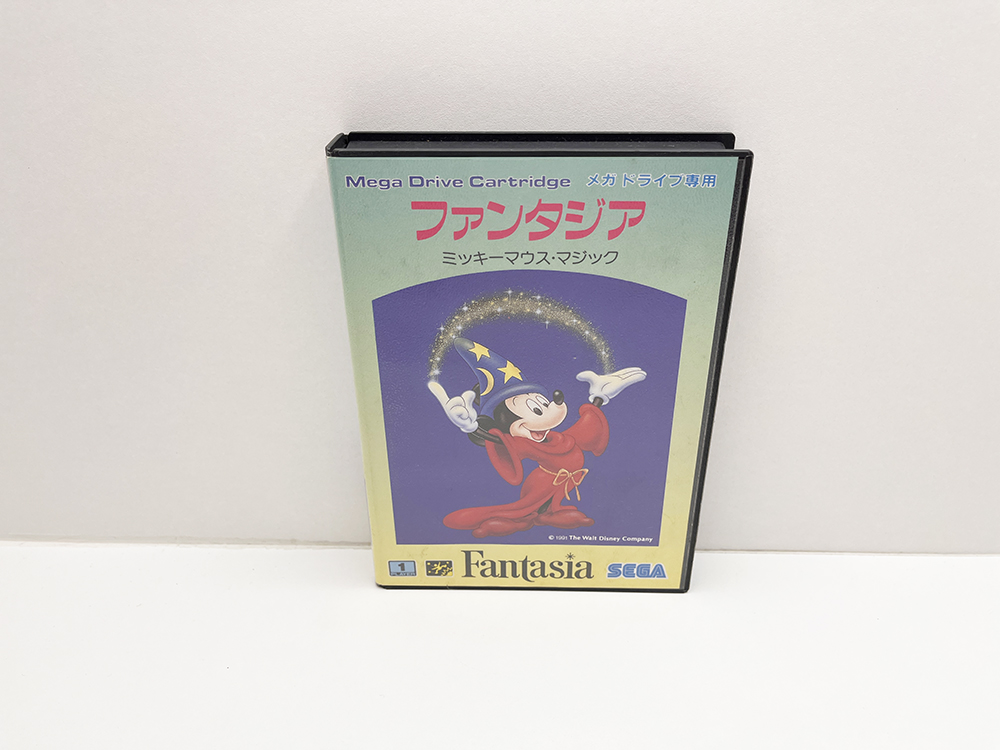 Mega Drive Cartridge メガドライブ専用
ファンタジア
ミッキーマウス・マジック
© 1991 The Walt Disney Company
1 PLAYER
Fantasia SEGA